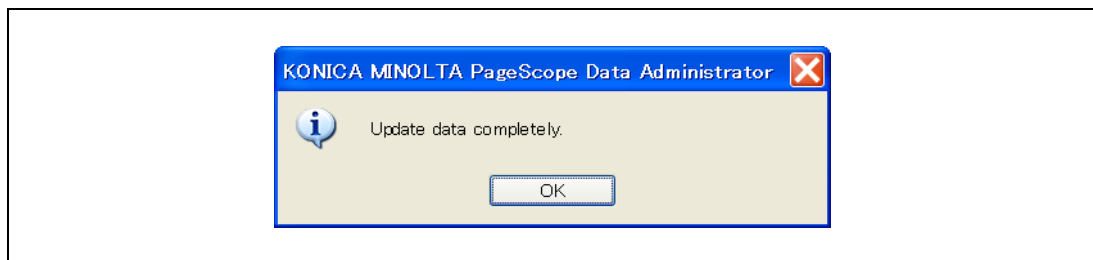 KONICA MINOLTA PageScope Data Administrator
Update data completely.
OK